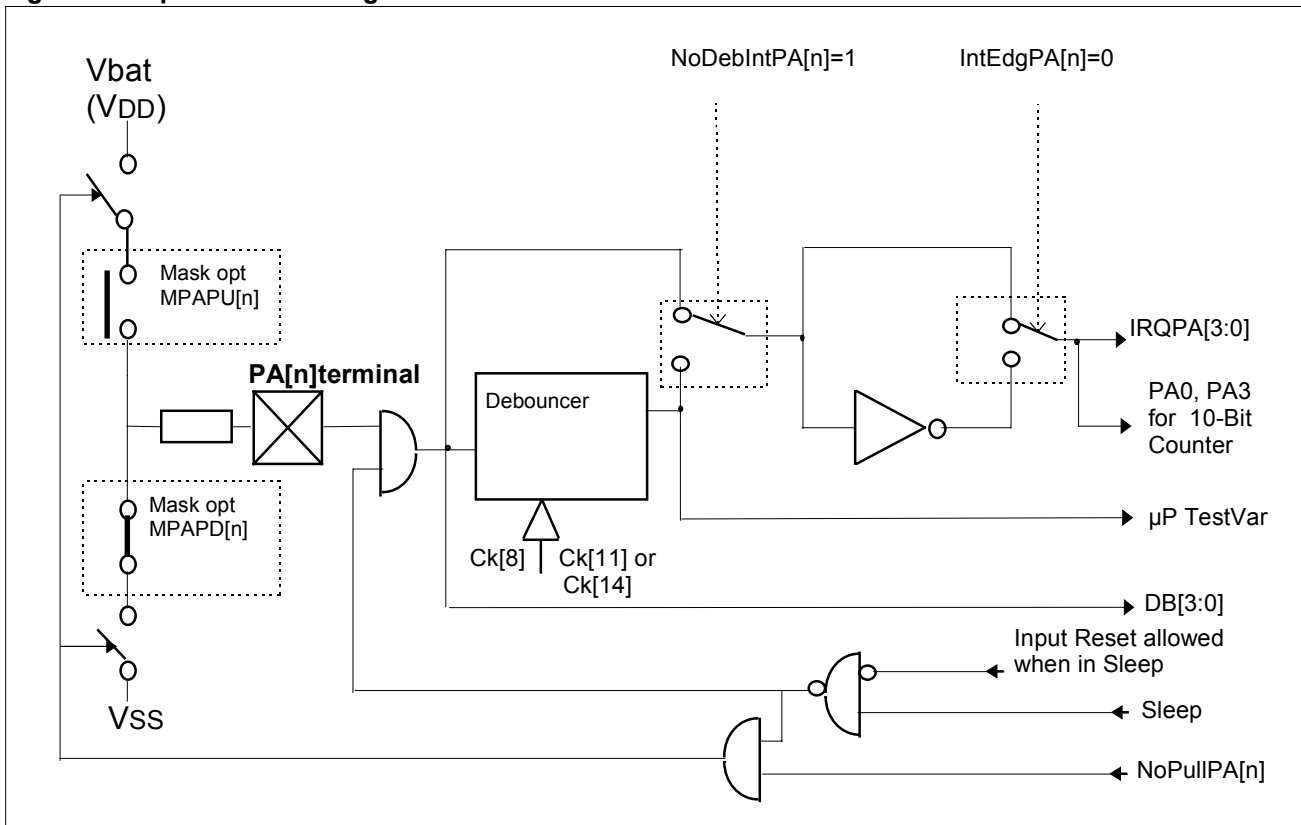 Vbat
(VDD)
NoDebIntPA[n]=1
IntEdgPA[n]=0
Mask opt
MPAPU[n]
PA[n]terminal
Debouncer
IRQPA[3:0]
PA0, PA3
for 10-Bit
Counter
Mask opt
MPAPD[n]
µP TestVar
Ck[8]
Ck[11] or
Ck[14]
DB[3:0]
Input Reset allowed
when in Sleep
Sleep
VSS
NoPullPA[n]